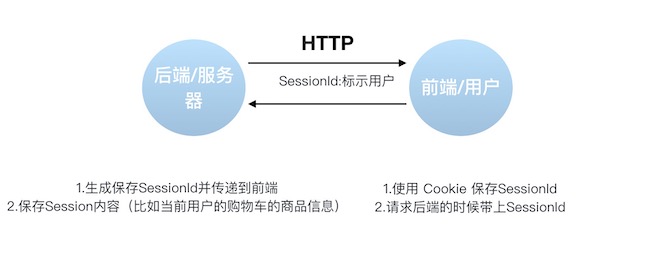 HTTP
后端/服务
器
SessionId:标示用户
前端/用户
1.生成保存SessionId并传递到前端
2.保存Session内容（比如当前用户的购物车的商品信息）
1.使用 Cookie 保存SessionId
2.请求后端的时候带上SessionId